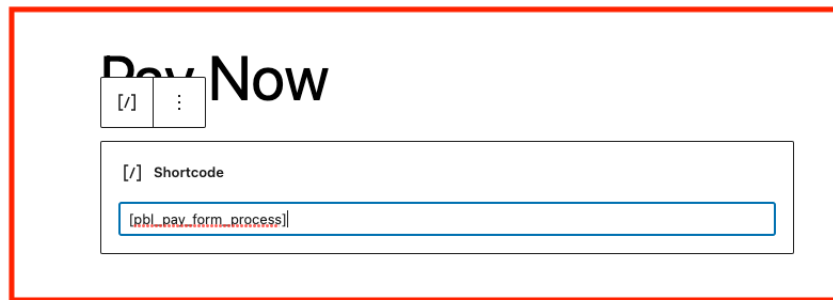 Pay Now
[/]
[/] Shortcode
[pbl_pay_form_process]